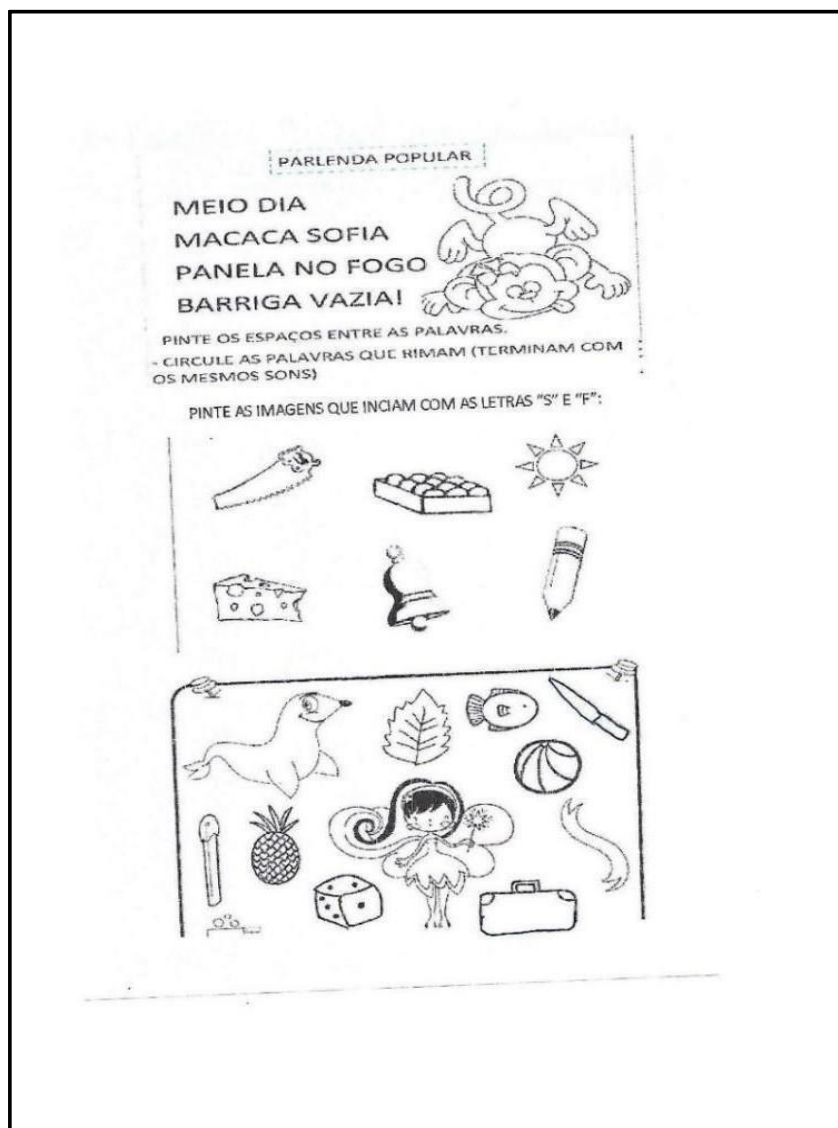 PARLENDA POPULAR
MEIO DIA
MACACA SOFIA
PANELA NO FOGO
BARRIGA VAZIA!
PINTE OS ESPAÇOS ENTRE AS PALAVRAS.
- CIRCULE AS PALAVRAS QUE RIMAM (TERMINAM COM
OS MESMOS SONS)
PINTE AS IMAGENS QUE INCIAM COM AS LETRAS "S" E "F":